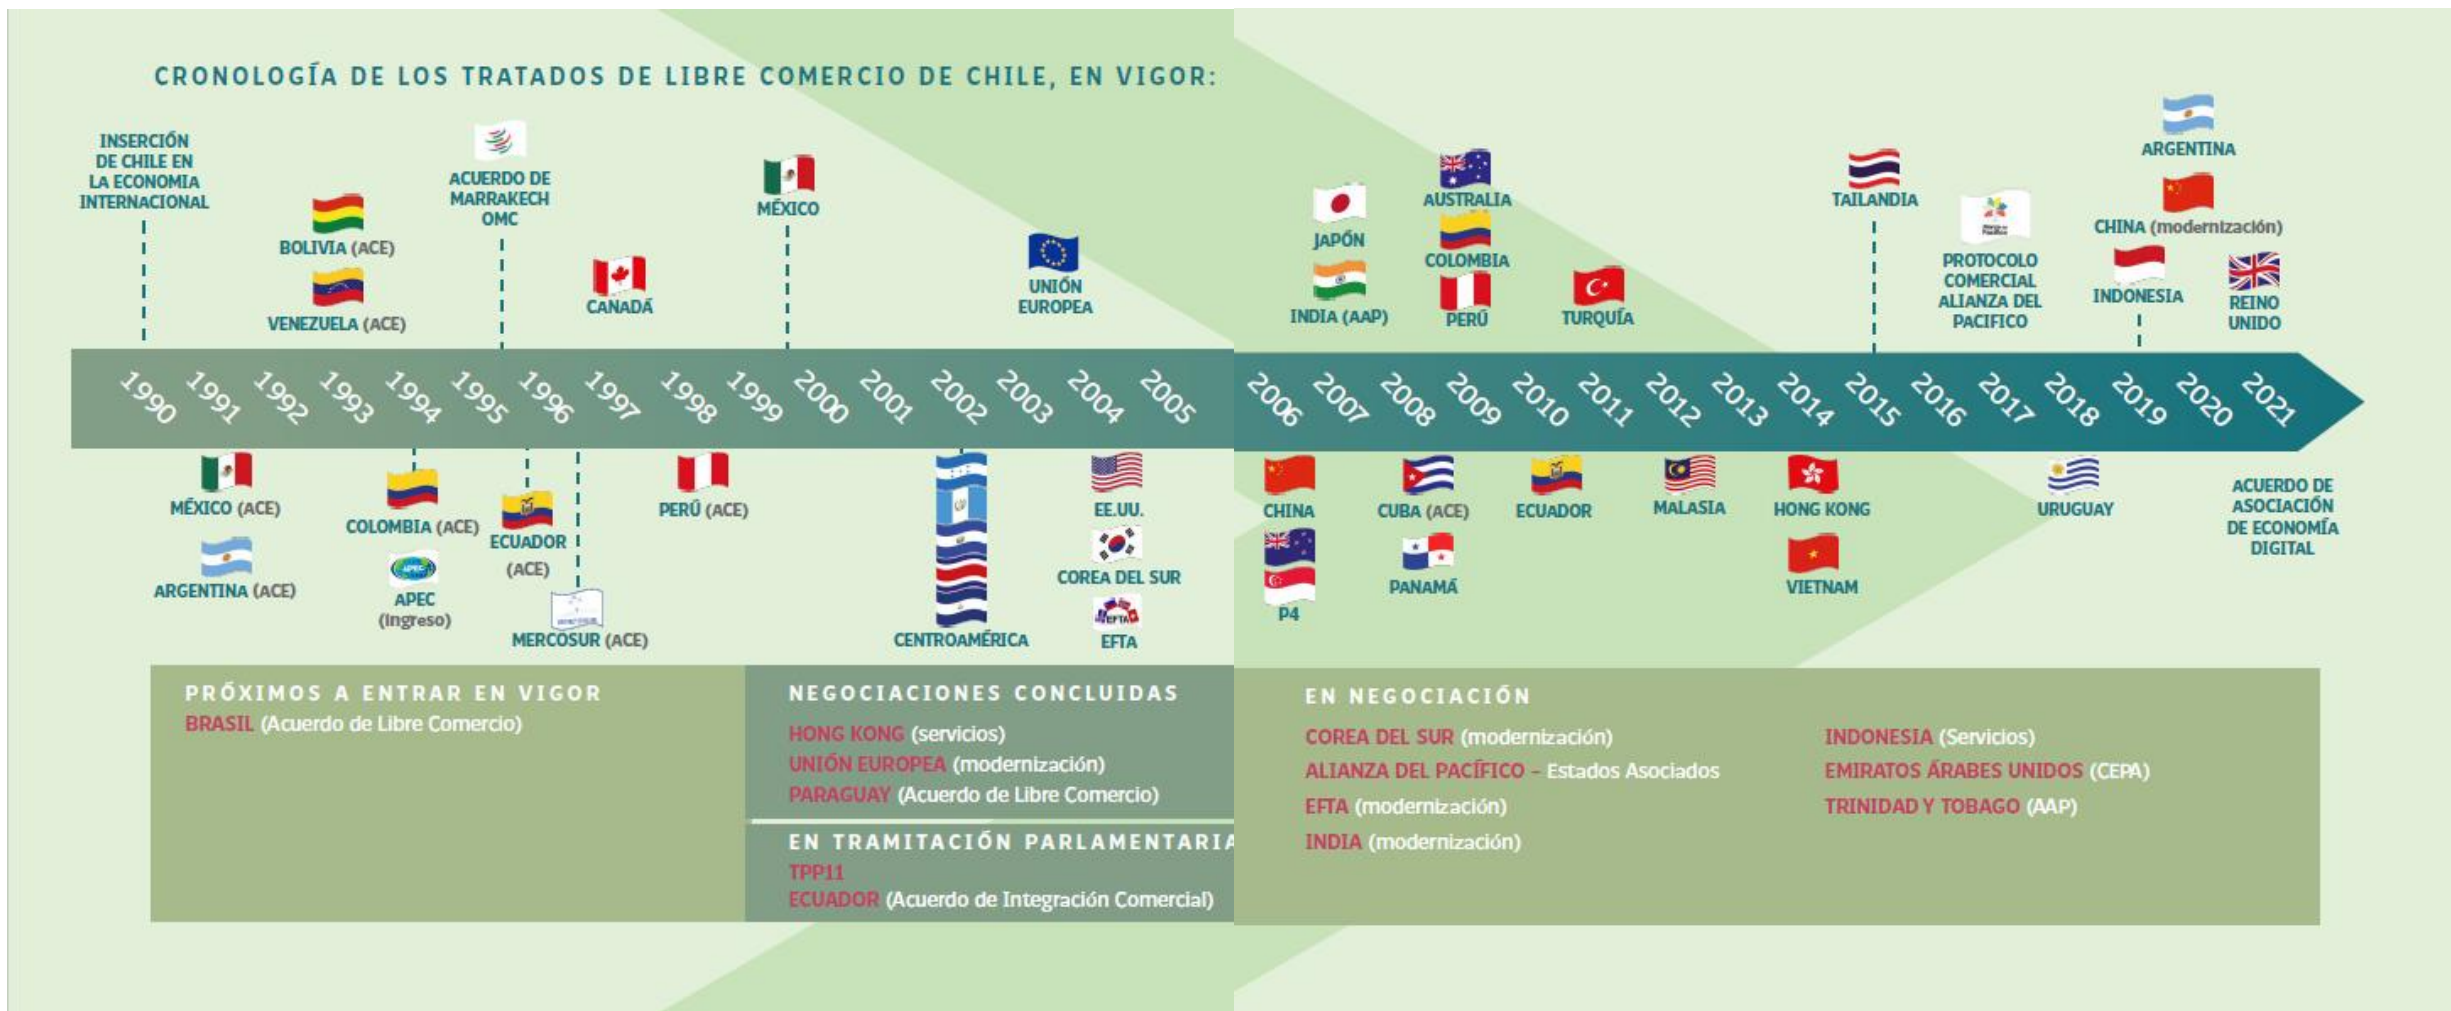 CRONOLOGÍA DE LOS TRATADOS DE LIBRE COMERCIO DE CHILE, EN VIGOR:
INSERCIÓN
DE CHILE EN
LA ECONOMIA
INTERNACIONAL
BOLIVIA (ACE)
VENEZUELA (ACE)
ACUERDO DE
MARRAKECH
OMC
CANADÁ
MÉXICO
UNIÓN
EUROPEA
JAPÓN
INDIA (AAP)
AUSTRALIA
COLOMBIA
PERÚ
TURQUÍA
TAILANDIA
PROTOCOLO
COMERCIAL
ALIANZA DEL
PACIFICO
ARGENTINA
CHINA (modernización)
INDONESIA
REINO
UNIDO
1990 1991 1992 1993 1994 1995 1996 1997 1998 1999 2000 2001 2002 2003 2004 2005 2006 2007 2008 2009 2010 2011 2012 2013 2014 2015 2016 2017 2018 2019 2020 2021
MÉXICO (ACE)
ARGENTINA (ACE)
COLOMBIA (ACE)
APEC
APEC
(Ingreso)
ECUADOR
(ACE)
MERCOSUR (ACE)
PERÚ (ACE)
CENTROAMÉRICA
EE.UU.
COREA DEL SUR
EFTA
EFTA
CHINA
P4
CUBA (ACE)
PANAMÁ
ECUADOR
MALASIA
HONG KONG
VIETNAM
URUGUAY
ACUERDO DE
ASOCIACIÓN
DE ECONOMÍA
DIGITAL
PRÓXIMOS A ENTRAR EN VIGOR
BRASIL (Acuerdo de Libre Comercio)
NEGOCIACIONES CONCLUIDAS
HONG KONG (servicios)
UNIÓN EUROPEA (modernización)
PARAGUAY (Acuerdo de Libre Comercio)
EN TRAMITACIÓN PARLAMENTARIA
TPP11
ECUADOR (Acuerdo de Integración Comercial)
EN NEGOCIACIÓN
COREA DEL SUR (modernización)
ALIANZA DEL PACÍFICO – Estados Asociados
EFTA (modernización)
INDIA (modernización)
INDONESIA (Servicios)
EMIRATOS ÁRABES UNIDOS (CEPA)
TRINIDAD Y TOBAGO (AAP)